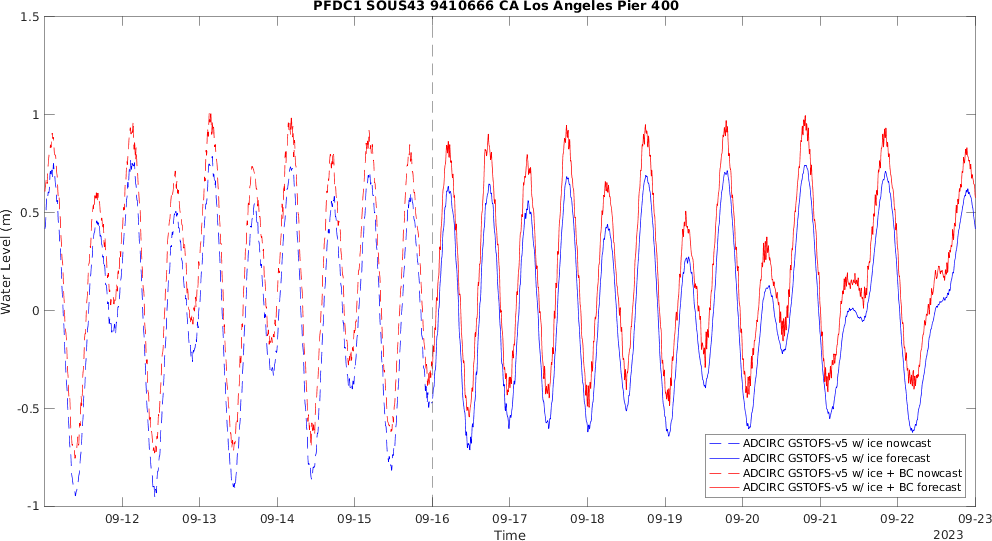 PFDC1 SOUS43 9410666 CA Los Angeles Pier 400
1.5
1
0.5
0
-0.5
-1
Water Level (m)
ADCIRC GSTOFS-v5 w/ ice nowcast
ADCIRC GSTOFS-v5 w/ ice forecast
ADCIRC GSTOFS-v5 w/ ice + BC nowcast
ADCIRC GSTOFS-v5 w/ ice + BC forecast
09-12 09-13 09-14 09-15 09-16 09-17 09-18 09-19 09-20 09-21 09-22 09-23
Time
2023